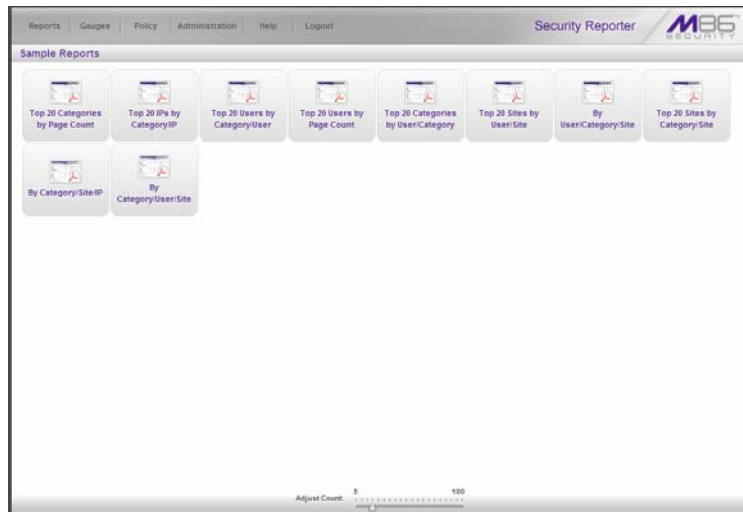 Reports Gauges Policy Administration Help Logout
Security Reporter
M86
SECURITY
Sample Reports
Top 20 Categories
by Page Count
Top 20 IPs by
Category/IP
Top 20 Users by
Category/User
Top 20 Users by
Page Count
Top 20 Categories
by User/Category
Top 20 Sites by
User/Site
By
User/Category/Site
Top 20 Sites by
Category/Site
By Category/Site/IP
By
Category/User/Site
5 100
Adjust Count: